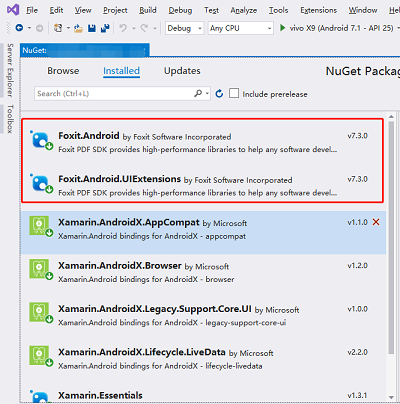 File Edit View Project Build Debug Test Analyze Tools Extensions Window
Debug Any CPU vivo X9 (Android 7.1 - API 25)
Server Explorer
Toolbox
NuGet:
Browse Installed Updates NuGet Packag
Search (Ctrl+L) Include prerelease
Foxit.Android by Foxit Software Incorporated v7.3.0
Foxit PDF SDK provides high-performance libraries to help any software devel...
Foxit.Android.UIExtensions by Foxit Software Incorporated v7.3.0
Foxit PDF SDK provides high-performance libraries to help any software devel...
Xamarin.AndroidX.AppCompat by Microsoft v1.1.0
Xamarin.Android bindings for AndroidX - appcompat
Xamarin.AndroidX.Browser by Microsoft v1.2.0
Xamarin.Android bindings for AndroidX - browser
Xamarin.AndroidX.Legacy.Support.Core.UI by Microsoft v1.0.0
Xamarin.Android bindings for AndroidX - legacy-support-core-ui
Xamarin.AndroidX.Lifecycle.LiveData by Microsoft v2.2.0
Xamarin.Android bindings for AndroidX - lifecycle-livedata
Xamarin.Essentials v1.3.1